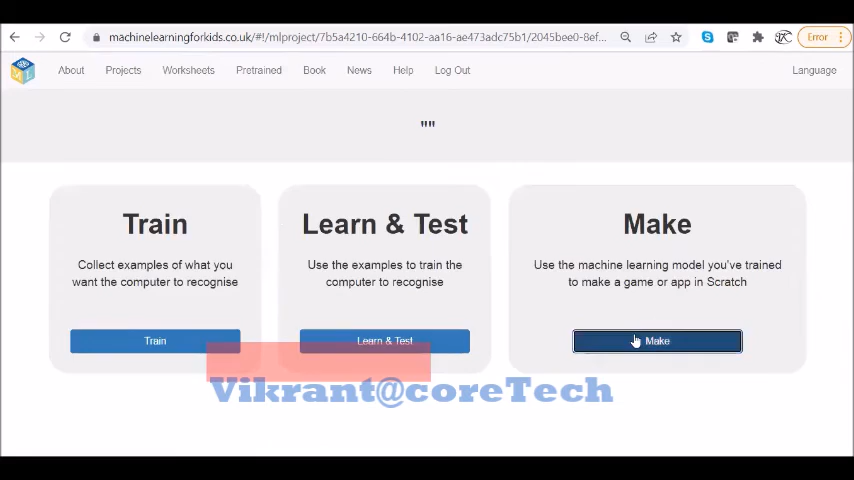 machinelearningforkids.co.uk/#!/mlproject/7b5a4210-664b-4102-aa16-ae473adc75b1/2045bee0-8ef...
Error
About Projects Worksheets Pretrained Book News Help Log Out Language
""
Train
Collect examples of what you
want the computer to recognise
Train
Learn & Test
Use the examples to train the
computer to recognise
Learn & Test
Make
Use the machine learning model you've trained
to make a game or app in Scratch
Make
Vikrant@coreTech